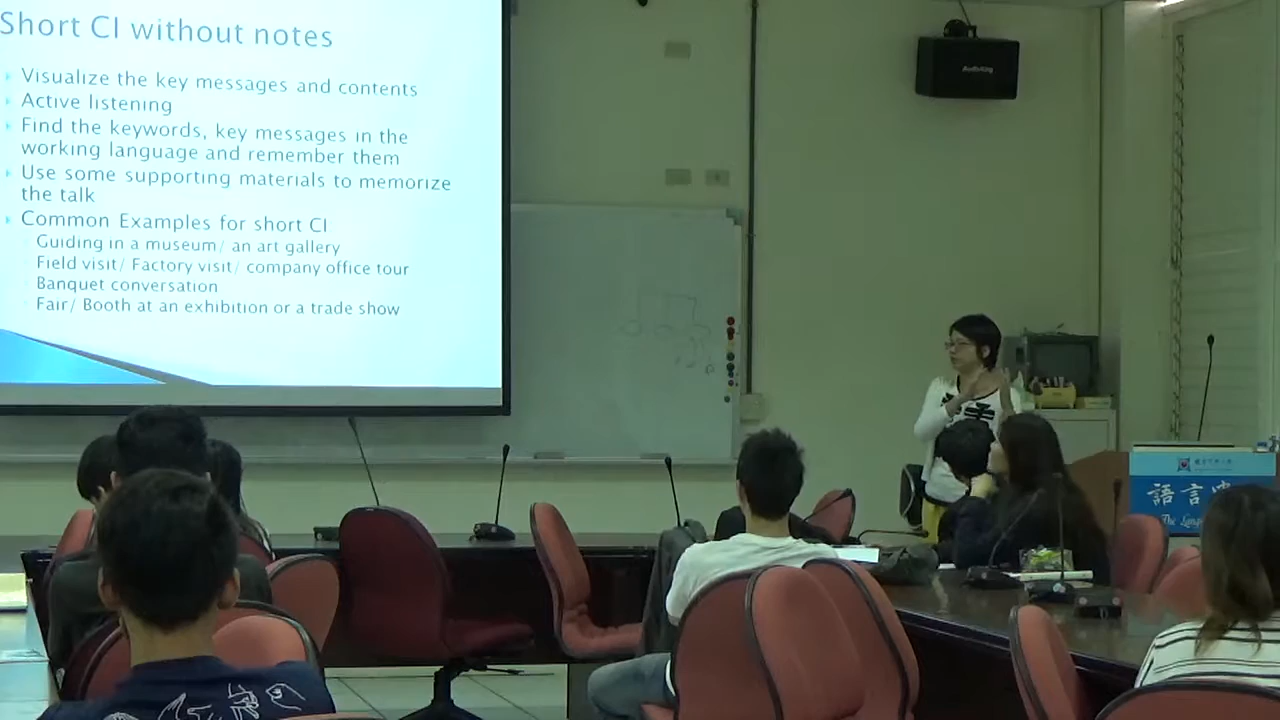 Short CI without notes
Visualize the key messages and contents
Active listening
Find the keywords, key messages in the
working language and remember them
Use some supporting materials to memorize
the talk
Common Examples for short CI
Guiding in a museum/ an art gallery
Field visit/ Factory visit/ company office tour
Banquet conversation
Fair/ Booth at an exhibition or a trade show
語言中
The Lang